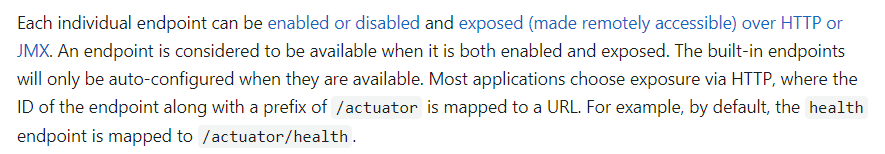 Each individual endpoint can be enabled or disabled and exposed (made remotely accessible) over HTTP or
JMX. An endpoint is considered to be available when it is both enabled and exposed. The built-in endpoints
will only be auto-configured when they are available. Most applications choose exposure via HTTP, where the
ID of the endpoint along with a prefix of /actuator is mapped to a URL. For example, by default, the health
endpoint is mapped to /actuator/health.